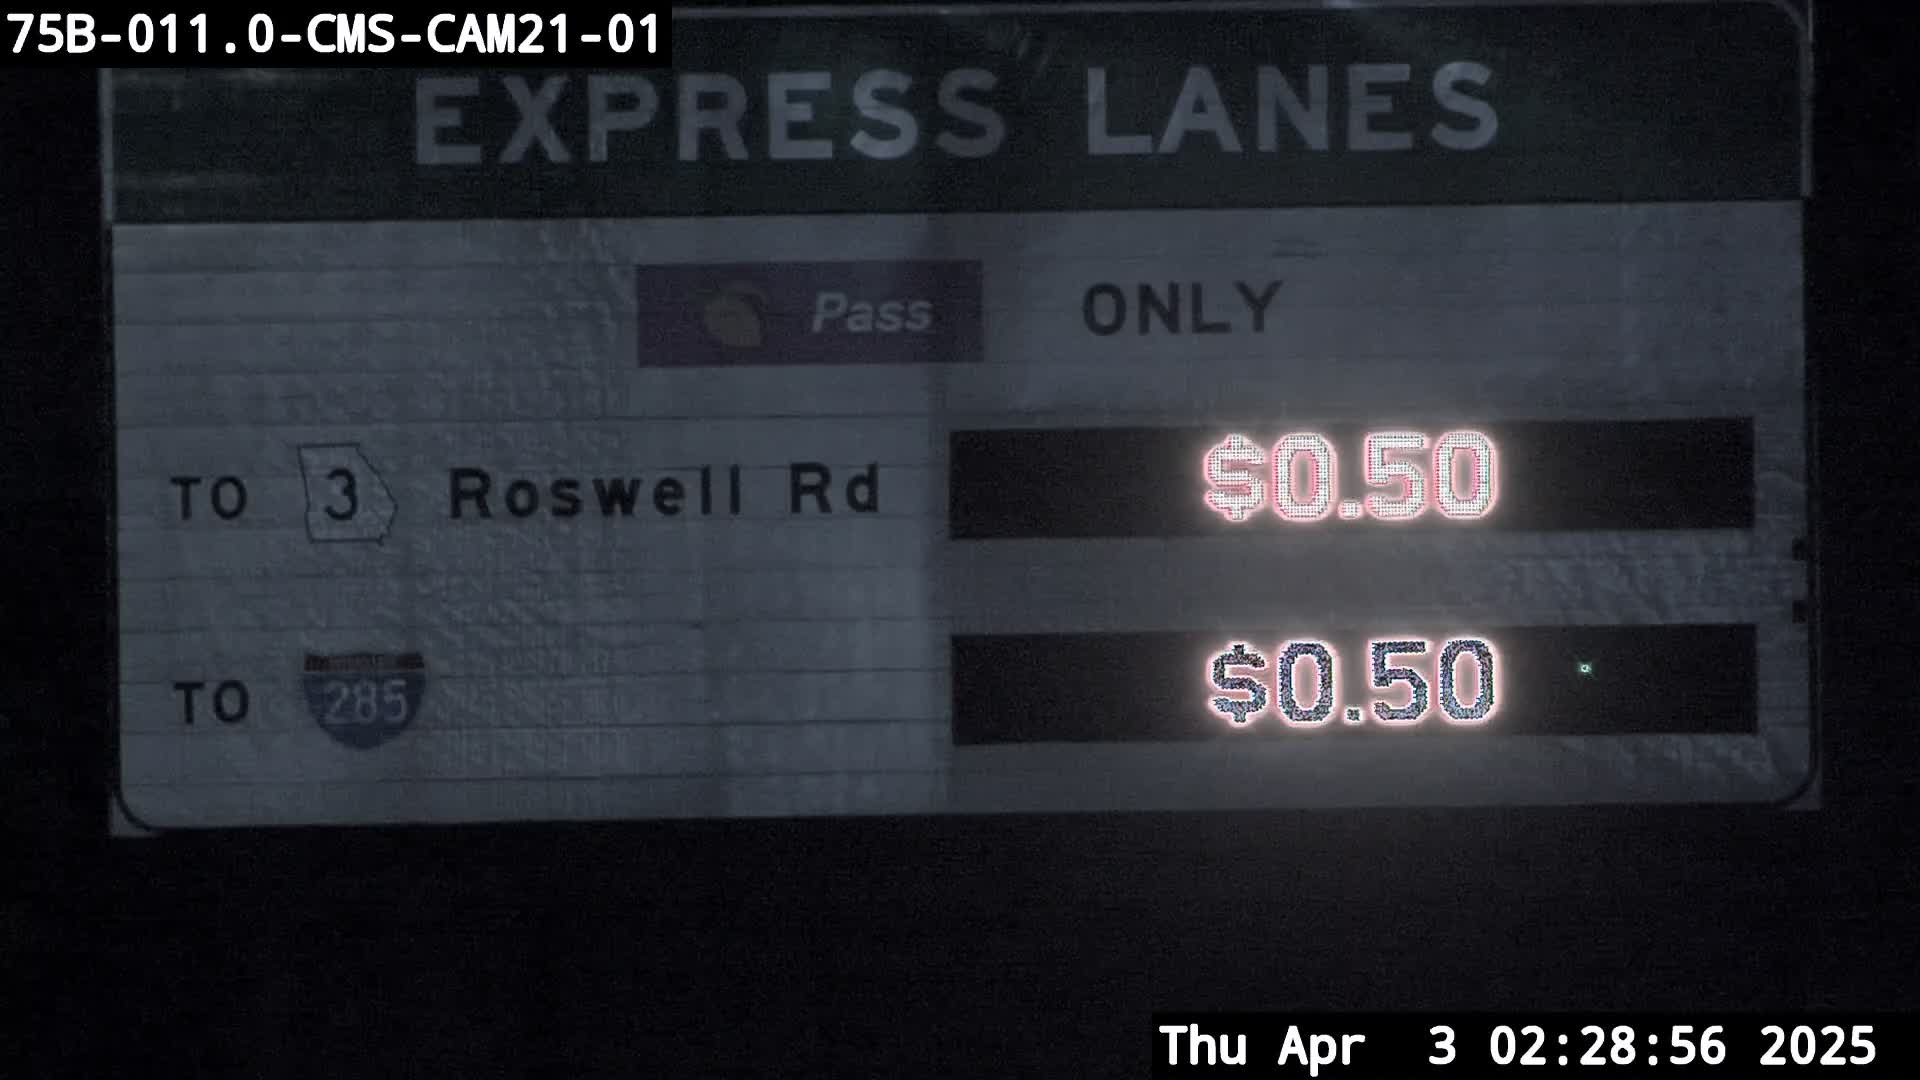 75B-011.0-CMS-CAM21-01
EXPRESS LANES
Pass ONLY
TO 3 Roswell Rd $0.50
TO 285 $0.50
Thu Apr 3 02:28:56 2025